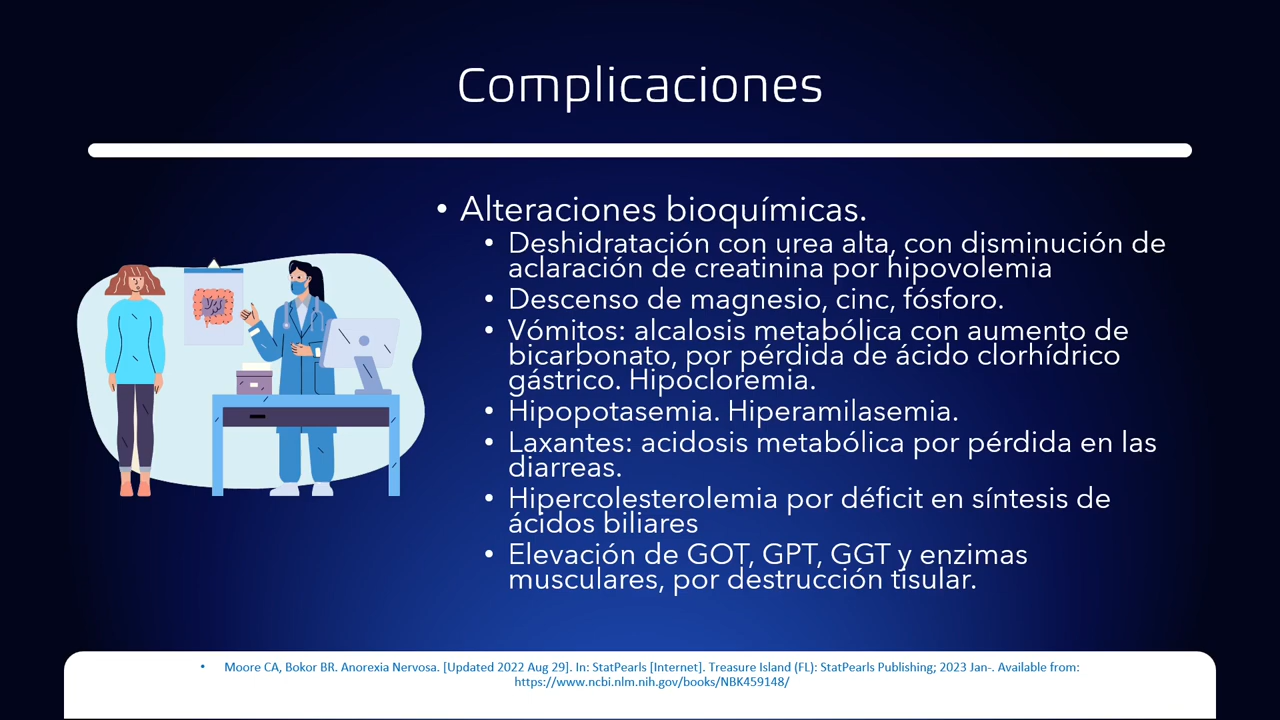 Complicaciones
• Alteraciones bioquímicas.
• Deshidratación con urea alta, con disminución de
aclaración de creatinina por hipovolemia
• Descenso de magnesio, cinc, fósforo.
• Vómitos: alcalosis metabólica con aumento de
bicarbonato, por pérdida de ácido clorhídrico
gástrico. Hipocloremia.
• Hipopotasemia. Hiperamilasemia.
• Laxantes: acidosis metabólica por pérdida en las
diarreas.
• Hipercolesterolemia por déficit en síntesis de
ácidos biliares
• Elevación de GOT, GPT, GGT y enzimas
musculares, por destrucción tisular.
• Moore CA, Bokor BR. Anorexia Nervosa. [Updated 2022 Aug 29]. In: StatPearls [Internet]. Treasure Island (FL): StatPearls Publishing; 2023 Jan-. Available from:
https://www.ncbi.nlm.nih.gov/books/NBK459148/